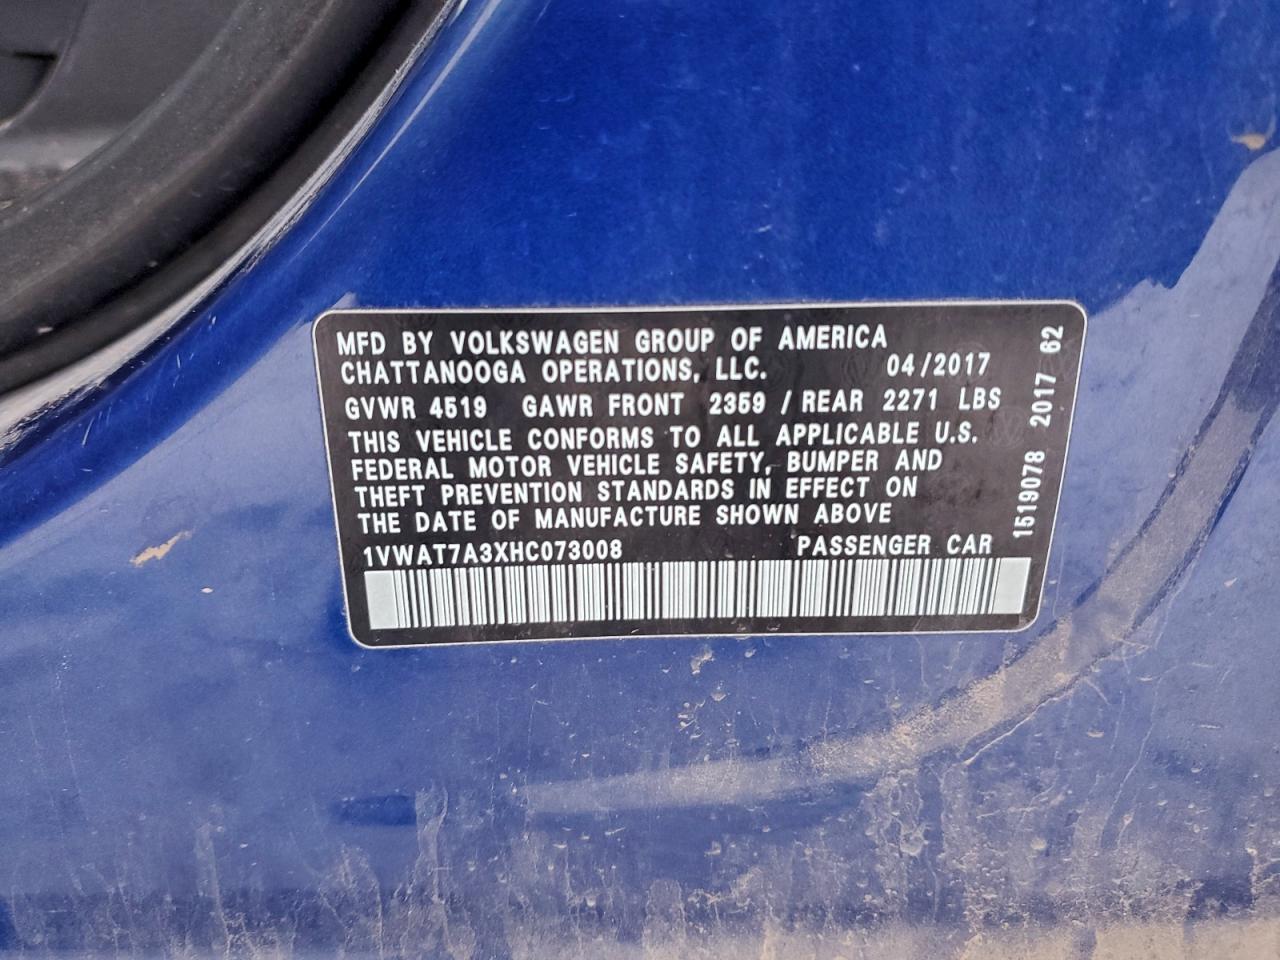 MFD BY VOLKSWAGEN GROUP OF AMERICA
CHATTANOOGA OPERATIONS, LLC. 04/2017
GVWR 4519 GAWR FRONT 2359 / REAR 2271 LBS
THIS VEHICLE CONFORMS TO ALL APPLICABLE U.S.
FEDERAL MOTOR VEHICLE SAFETY, BUMPER AND
THEFT PREVENTION STANDARDS IN EFFECT ON
THE DATE OF MANUFACTURE SHOWN ABOVE
1VWAT7A3XHC073008 PASSENGER CAR
1519078 2017 62